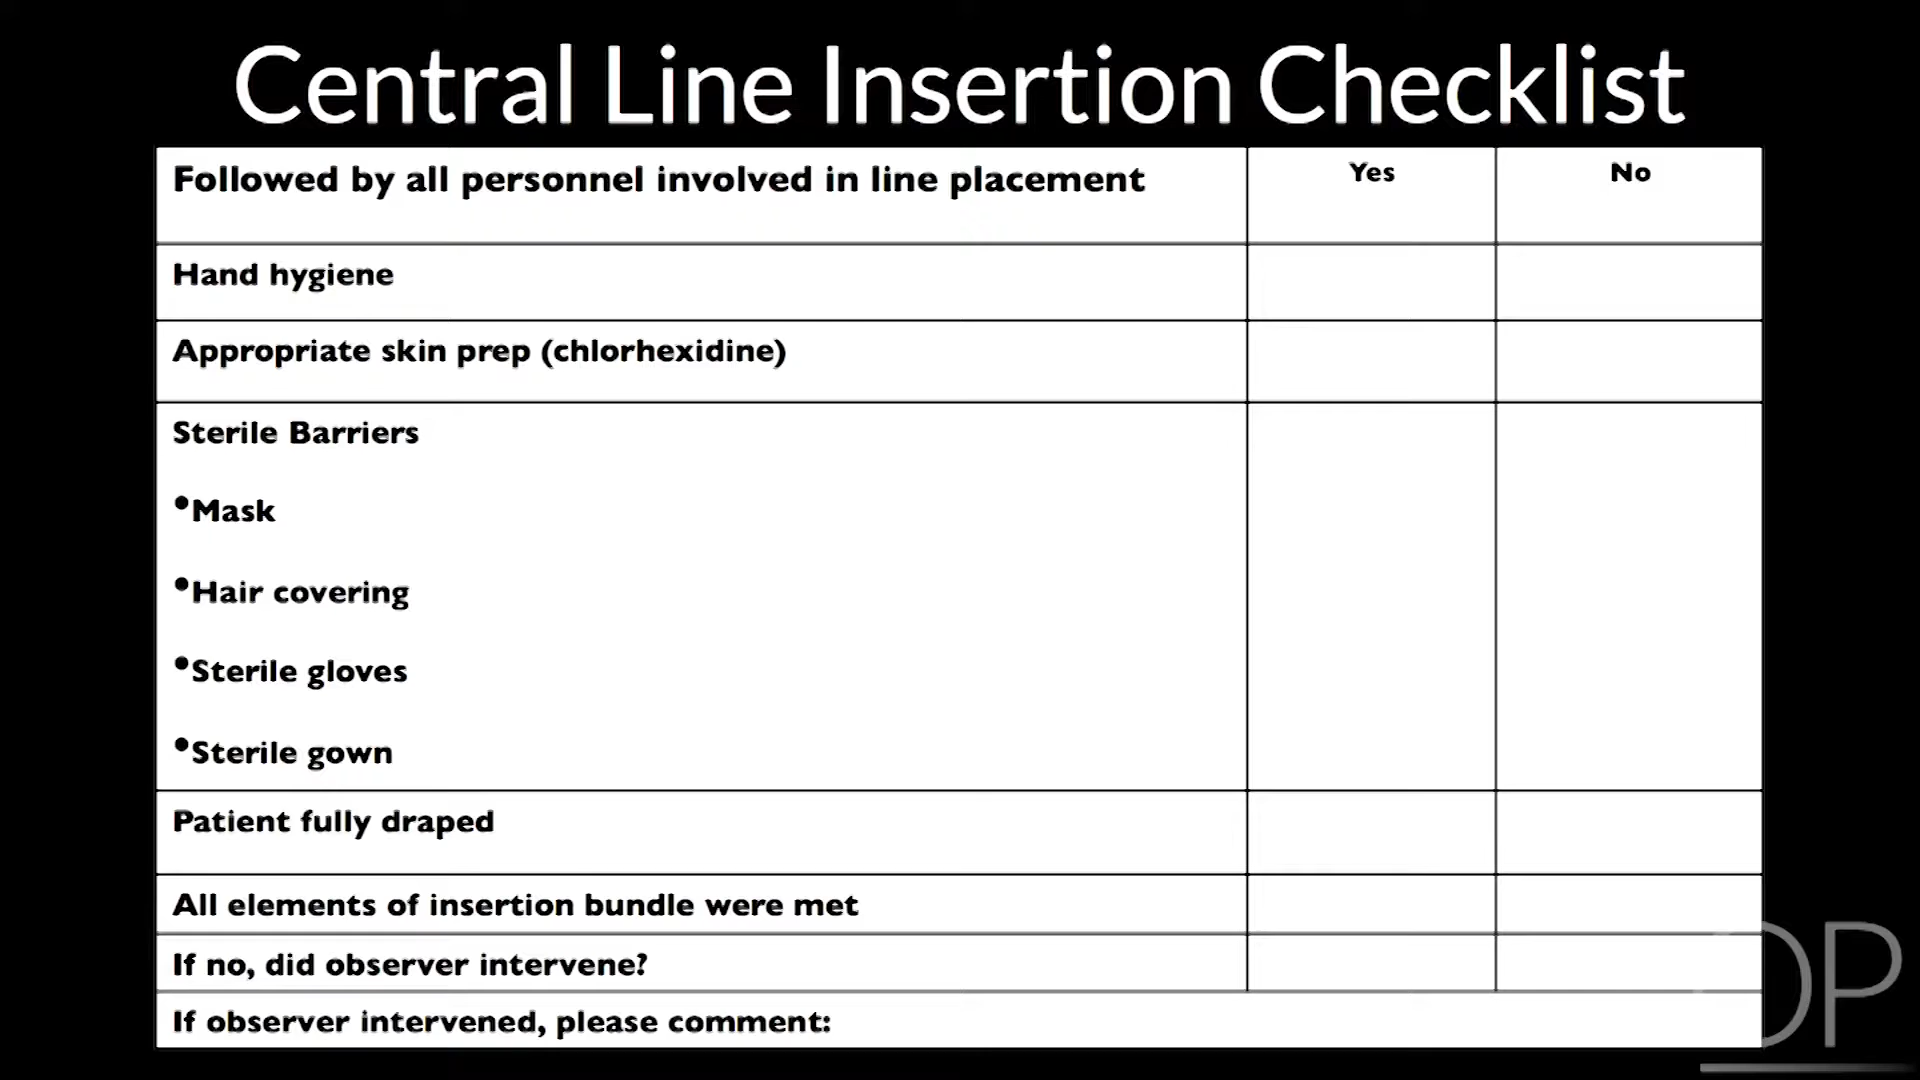 Central Line Insertion Checklist
Followed by all personnel involved in line placement Yes No
Hand hygiene
Appropriate skin prep (chlorhexidine)
Sterile Barriers
•Mask
•Hair covering
•Sterile gloves
•Sterile gown
Patient fully draped
All elements of insertion bundle were met
If no, did observer intervene?
If observer intervened, please comment:
DP